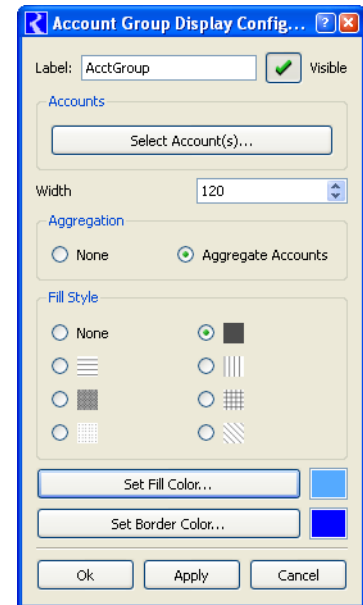 Account Group Display Config...
Label: AcctGroup Visible
Accounts
Select Account(s)...
Width 120
Aggregation
None Aggregate Accounts
Fill Style
None
Set Fill Color...
Set Border Color...
Ok Apply Cancel